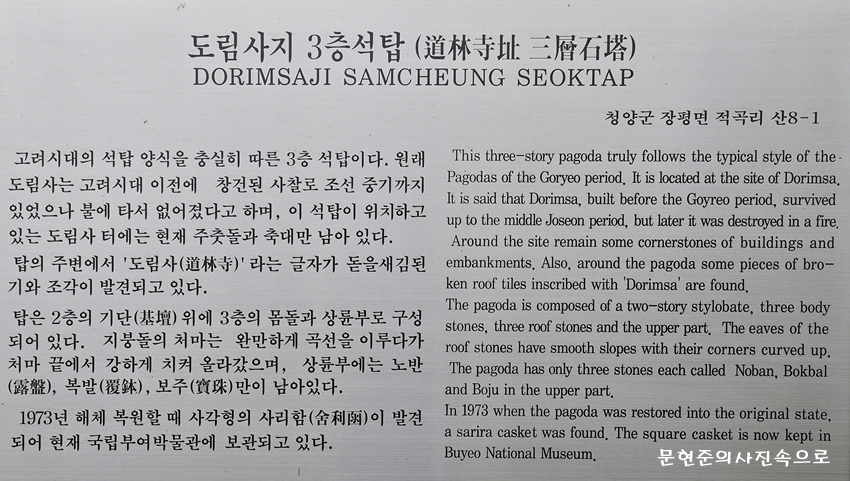 도림사지 3층석탑 (道林寺址 三層石塔)
DORIMSAJI SAMCHEUNG SEOKTAP
청양군 장평면 적곡리 산8-1
고려시대의 석탑 양식을 충실히 따른 3층 석탑이다. 원래
도림사는 고려시대 이전에 창건된 사찰로 조선 중기까지
있었으나 불에 타서 없어졌다고 하며, 이 석탑이 위치하고
있는 도림사 터에는 현재 주춧돌과 축대만 남아 있다.
탑의 주변에서 '도림사(道林寺)'라는 글자가 돋을새김된
기와 조각이 발견되고 있다.
탑은 2층의 기단(基壇) 위에 3층의 몸돌과 상륜부로 구성
되어 있다. 지붕돌의 처마는 완만하게 곡선을 이루다가
처마 끝에서 강하게 치켜 올라갔으며, 상륜부에는 노반
(露盤), 복발(覆鉢), 보주(寶珠)만이 남아있다.
1973년 해체 복원할 때 사각형의 사리함(舍利函)이 발견
되어 현재 국립부여박물관에 보관되고 있다.
This three-story pagoda truly follows the typical style of the
Pagodas of the Goryeo period. It is located at the site of Dorimsa.
It is said that Dorimsa, built before the Goyreo period, survived
up to the middle Joseon period, but later it was destroyed in a fire.
Around the site remain some cornerstones of buildings and
embankments. Also, around the pagoda some pieces of bro-
ken roof tiles inscribed with 'Dorimsa' are found.
The pagoda is composed of a two-story stylobate, three body
stones, three roof stones and the upper part. The eaves of the
roof stones have smooth slopes with their corners curved up.
The pagoda has only three stones each called Noban, Bokbal
and Boju in the upper part.
In 1973 when the pagoda was restored into the original state,
a sarira casket was found. The square casket is now kept in
Buyeo National Museum.
문현준의사진속으로